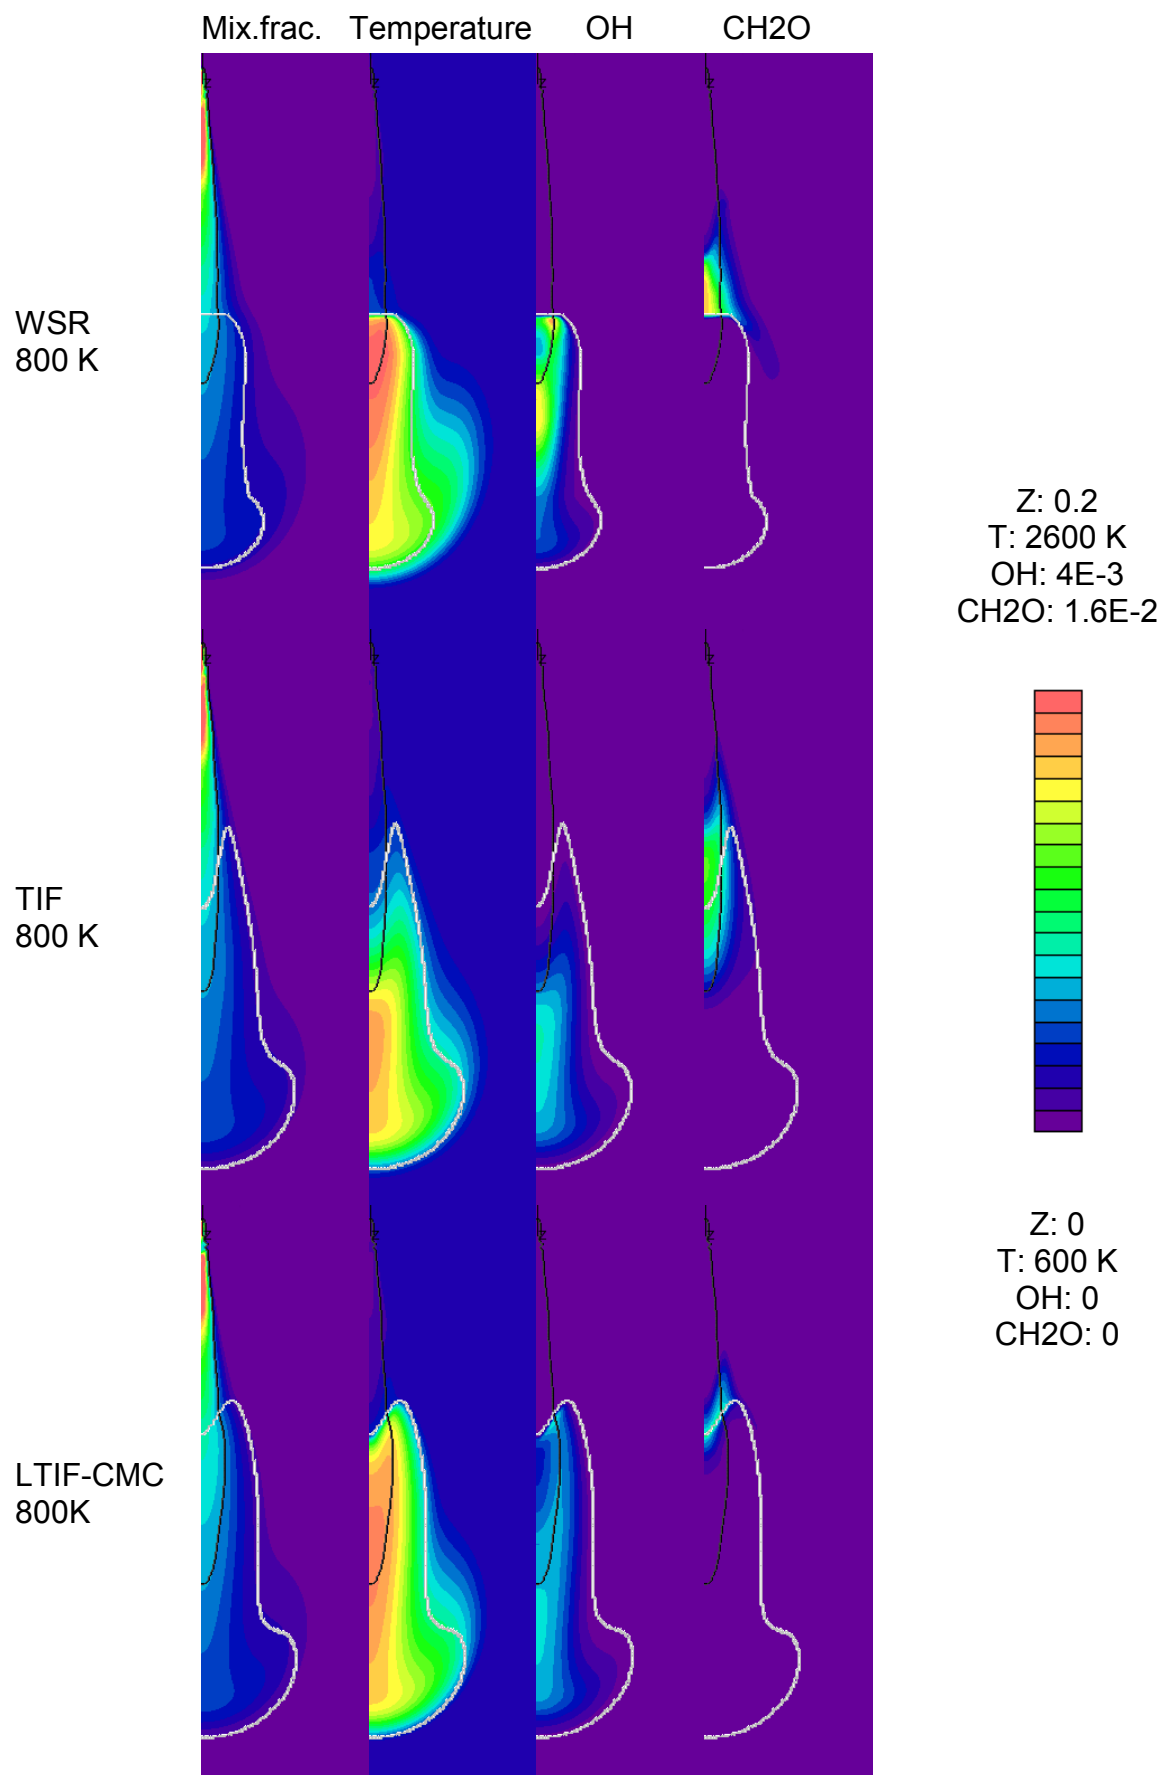 Mix.frac. Temperature OH CH2O
Z
Z
Z
Z
WSR
800 K
Z: 0.2
T: 2600 K
OH: 4E-3
CH2O: 1.6E-2
Z
Z
Z
Z
TIF
800 K
Z: 0
T: 600 K
OH: 0
CH2O: 0
Z
Z
Z
Z
LTIF-CMC
800K